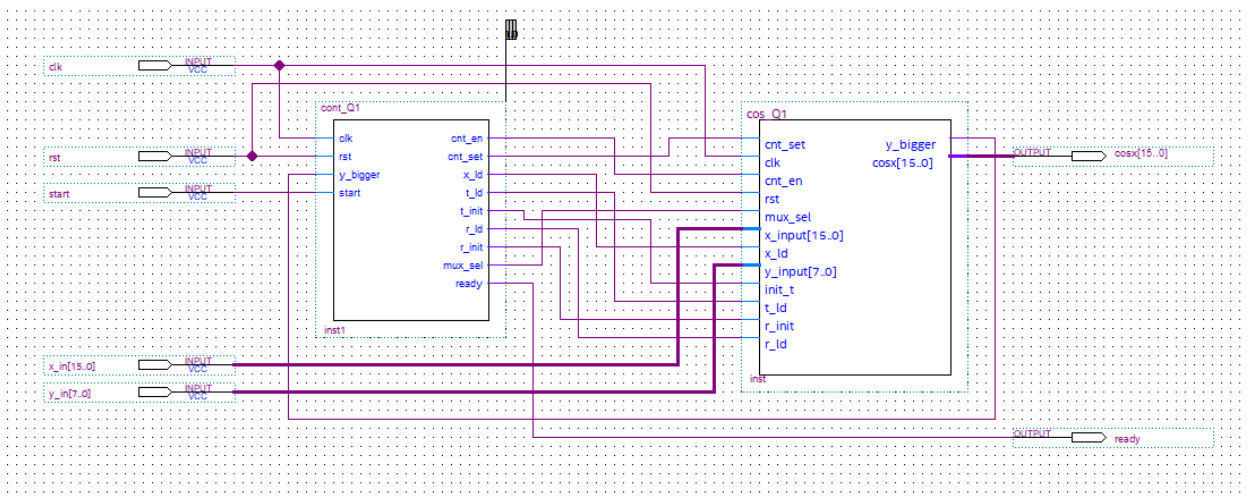 clk
INPUT
VCC
rst
INPUT
VCC
start
INPUT
VCC
cont_Q1
clk
rst
y_bigger
start
cnt_en
cnt_set
x_ld
t_ld
t_init
r_ld
r_init
mux_sel
ready
inst1
cos_Q1
cnt_set
clk
cnt_en
rst
mux_sel
x_input[15..0]
x_ld
y_input[7..0]
init_t
t_ld
r_init
r_ld
y_bigger
cosx[15..0]
inst
OUTPUT
cosx[15..0]
x_in[15..0]
INPUT
VCC
y_in[7..0]
INPUT
VCC
OUTPUT
ready